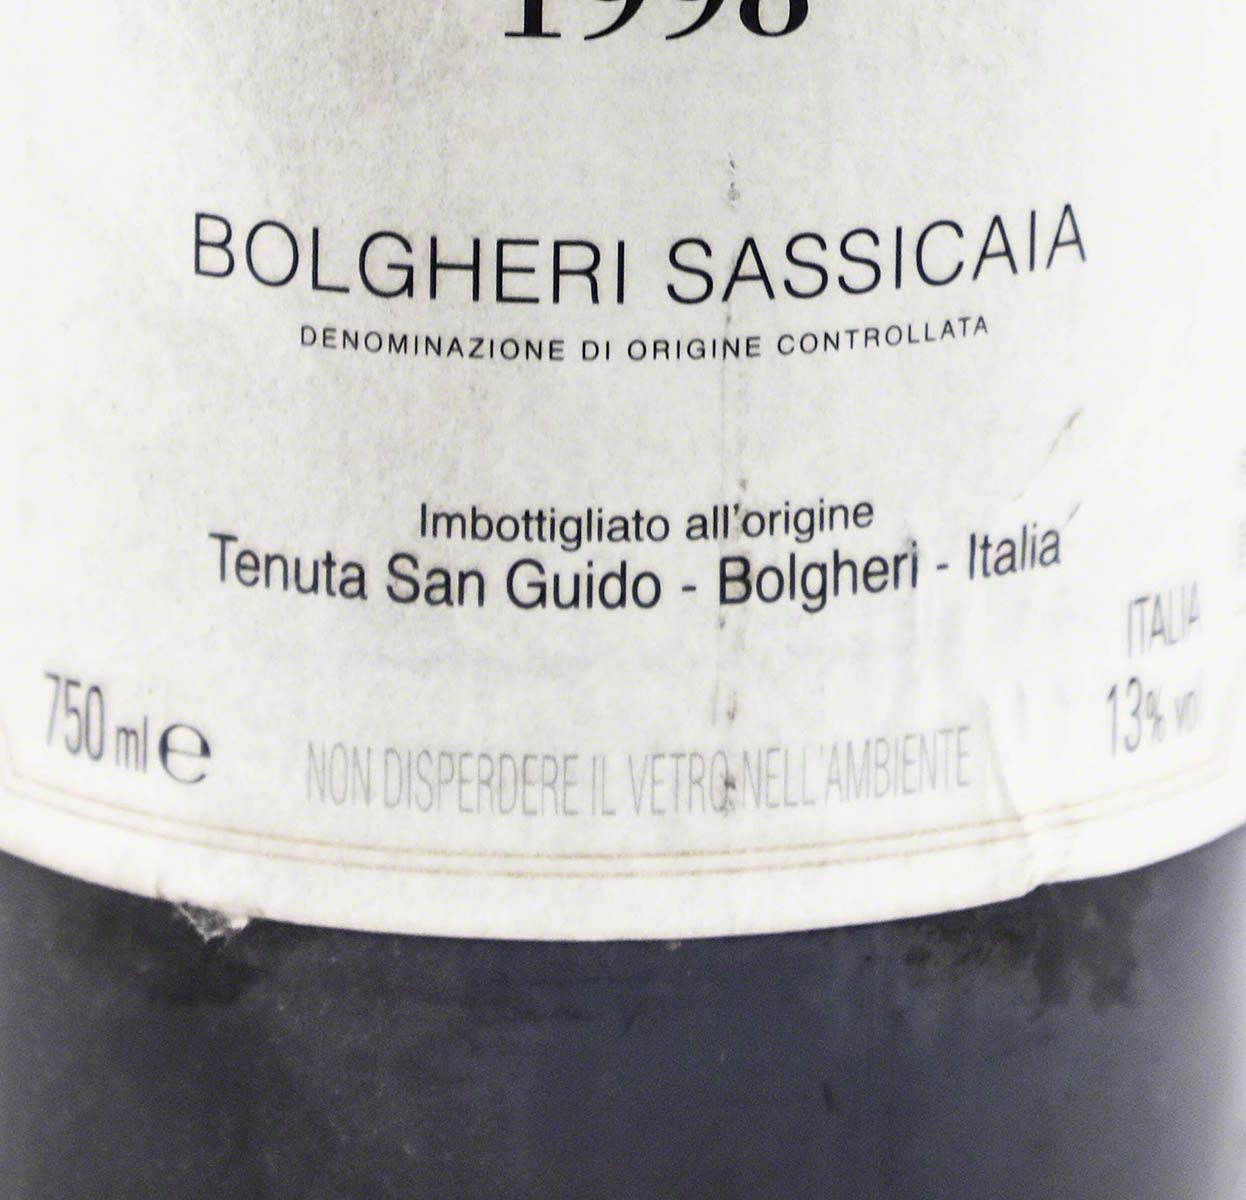 1998
BOLGHERI SASSICAIA
DENOMINAZIONE DI ORIGINE CONTROLLATA
Imbottigliato all'origine
Tenuta San Guido - Bolgheri - Italia
ITALIA
750 ml e
13% vol
NON DISPERDERE IL VETRO NELL'AMBIENTE